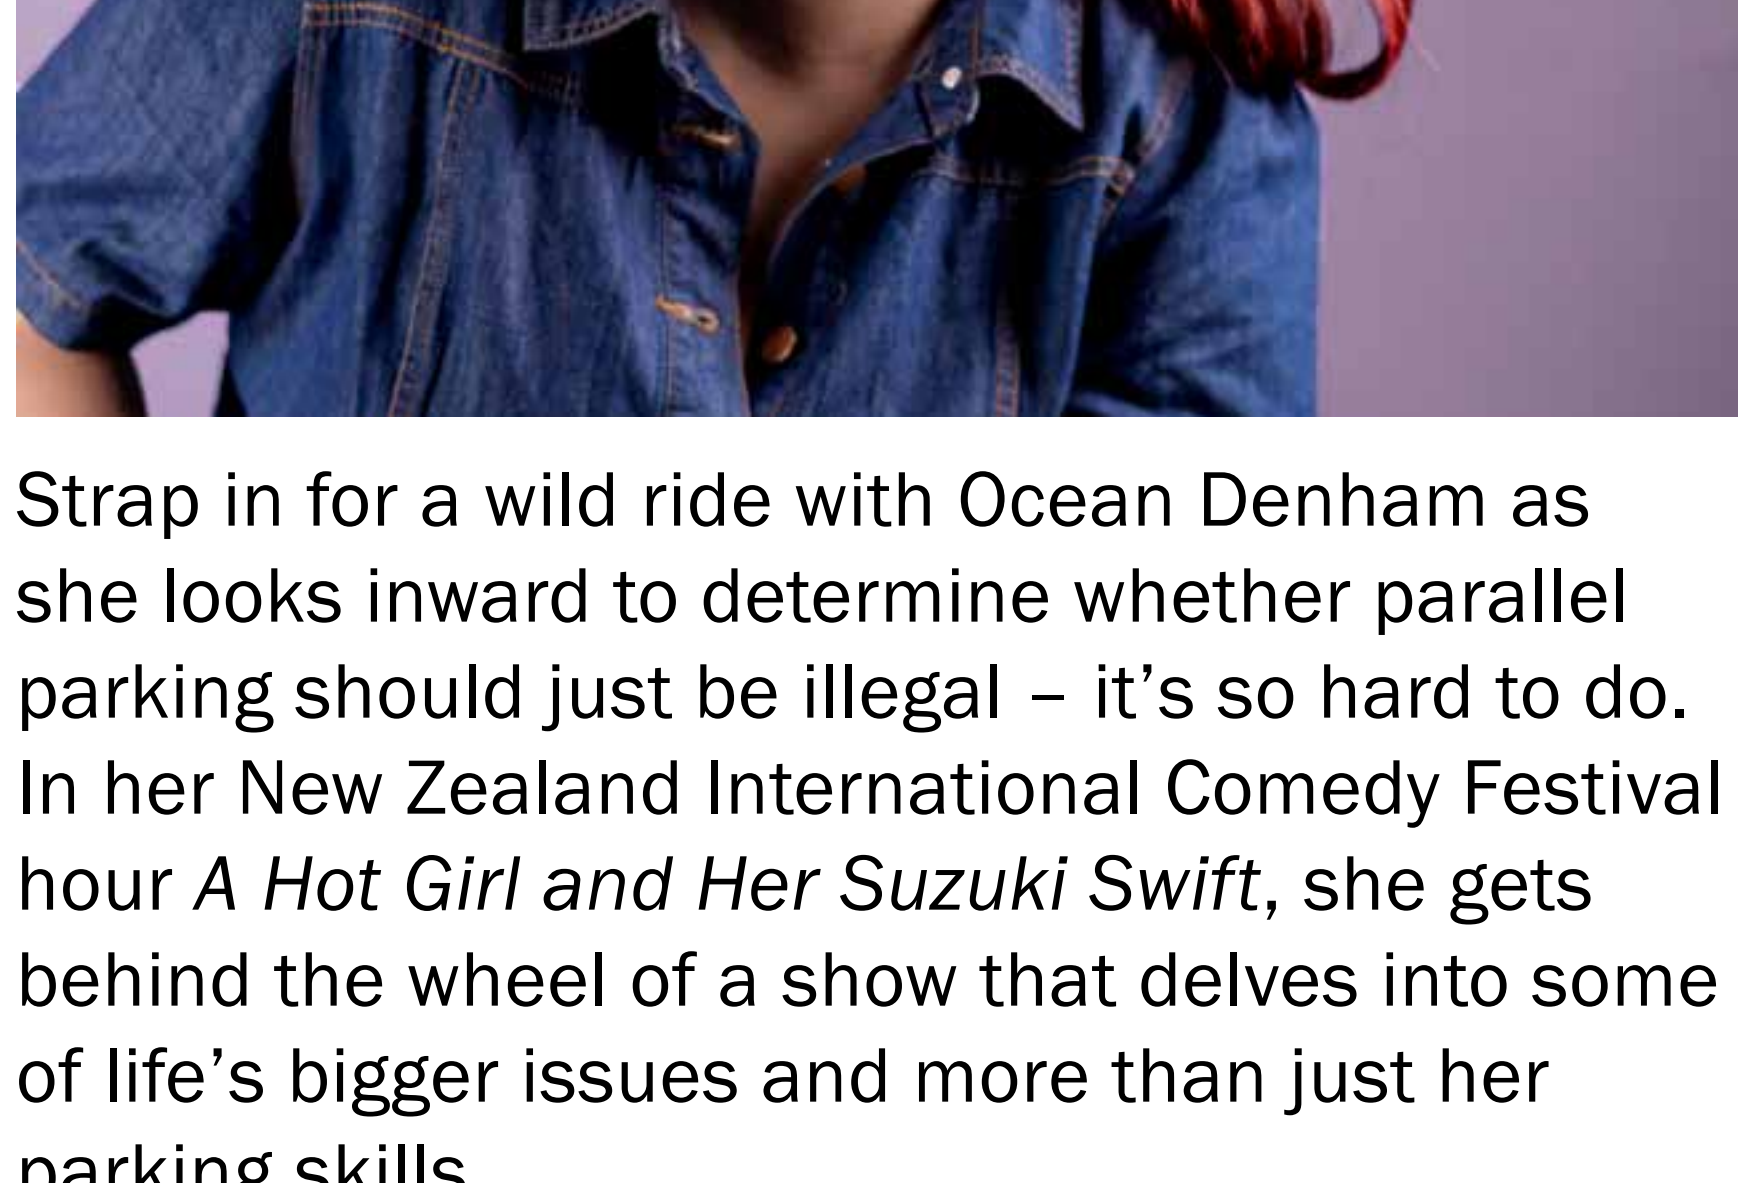 Strap in for a wild ride with Ocean Denham as
she looks inward to determine whether parallel
parking should just be illegal – it’s so hard to do.
In her New Zealand International Comedy Festival
hour A Hot Girl and Her Suzuki Swift, she gets
behind the wheel of a show that delves into some
of life’s bigger issues and more than just her
parking skills